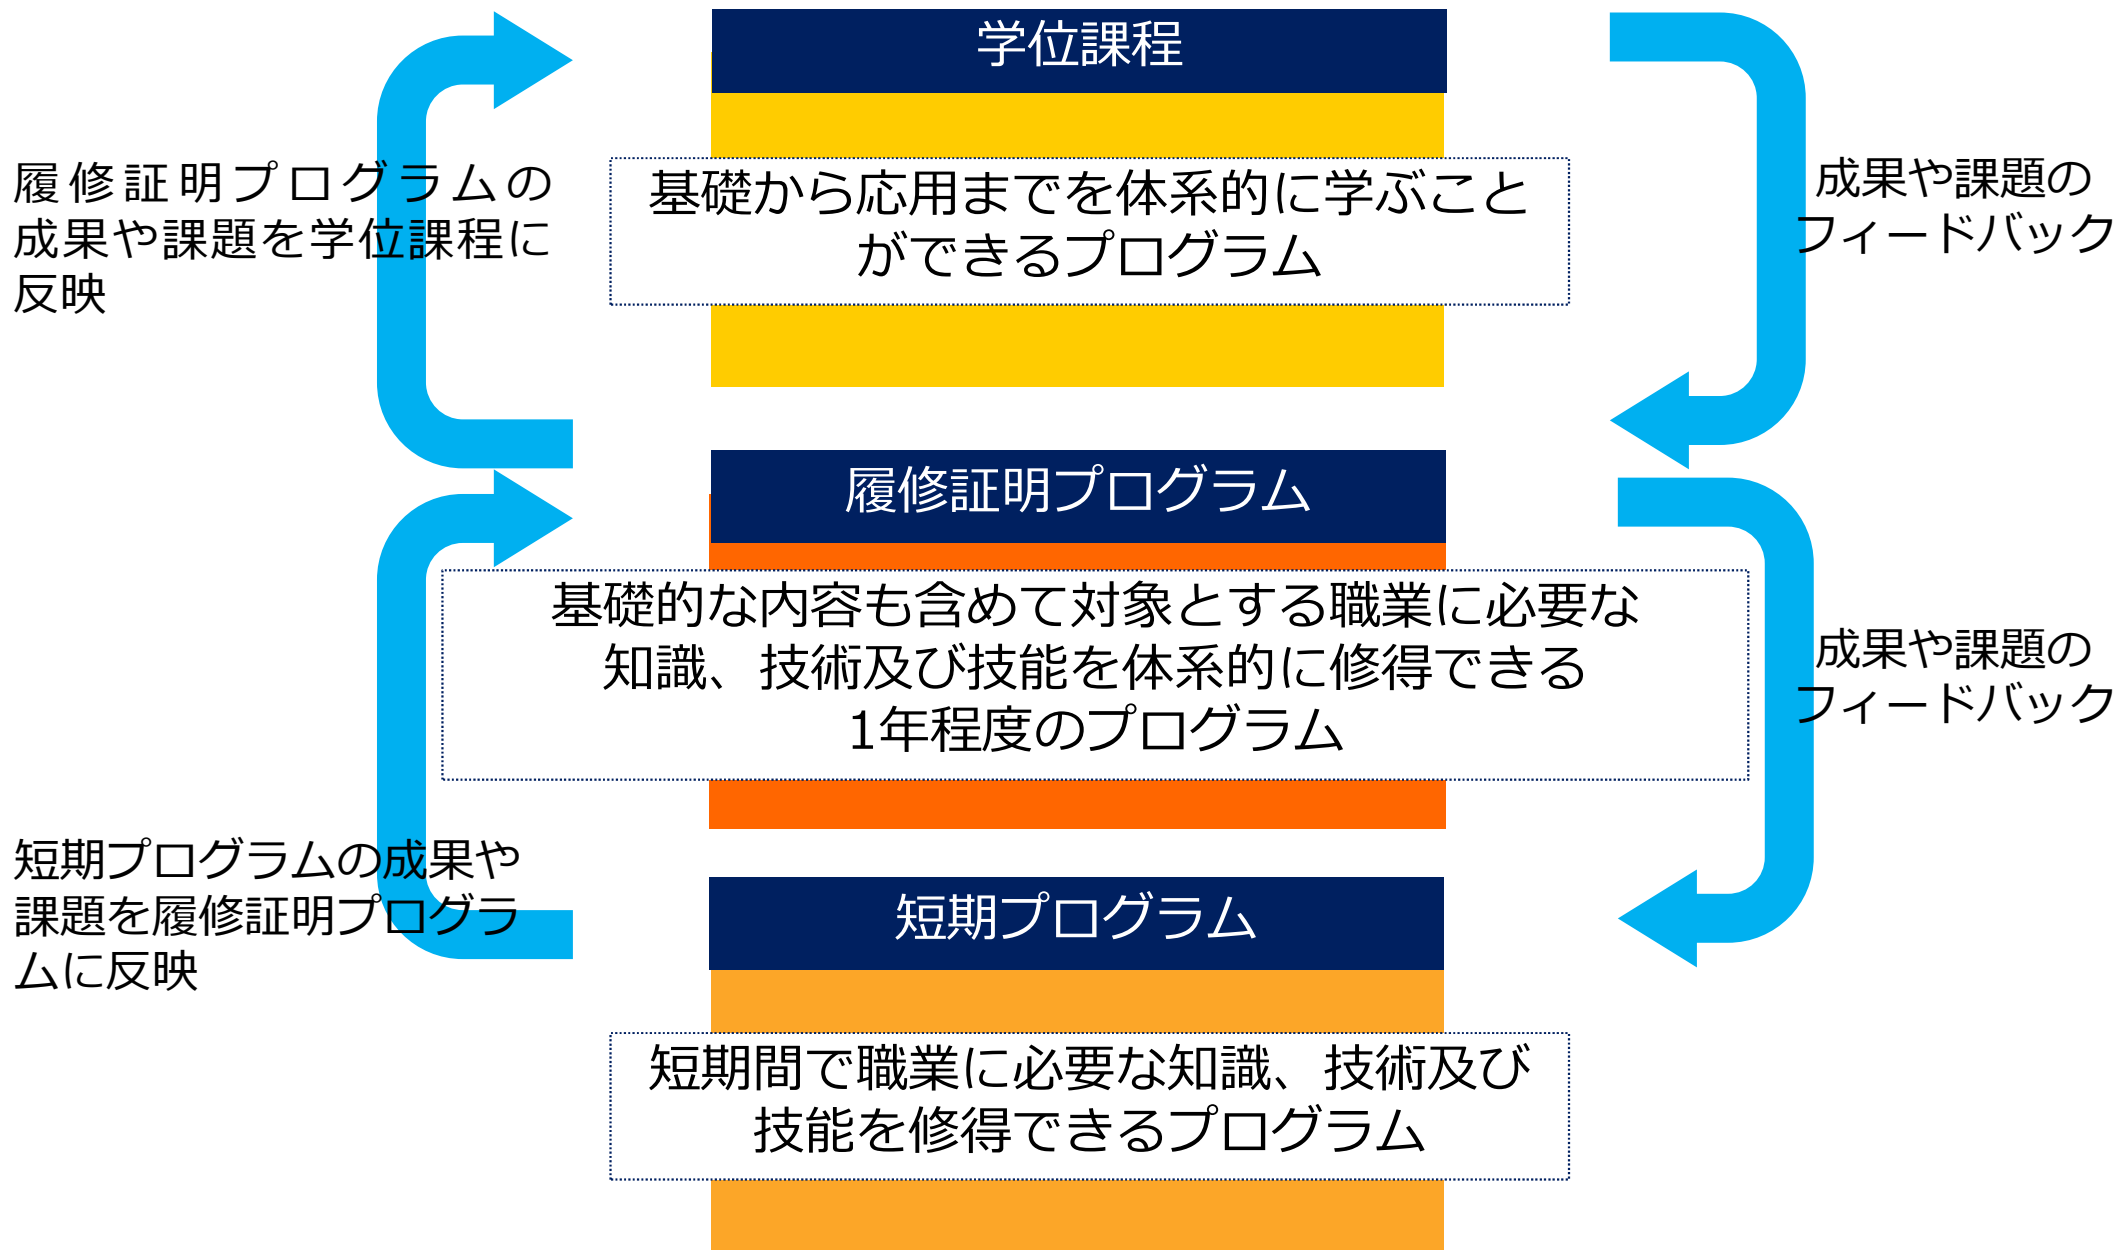 学位課程
基礎から応用までを体系的に学ぶこと
ができるプログラム
履修証明プログラムの
成果や課題を学位課程に
反映
成果や課題の
フィードバック
履修証明プログラム
基礎的な内容も含めて対象とする職業に必要な
知識、技術及び技能を体系的に修得できる
1年程度のプログラム
成果や課題の
フィードバック
短期プログラムの成果や
課題を履修証明プログラ
ムに反映
短期プログラム
短期間で職業に必要な知識、技術及び
技能を修得できるプログラム